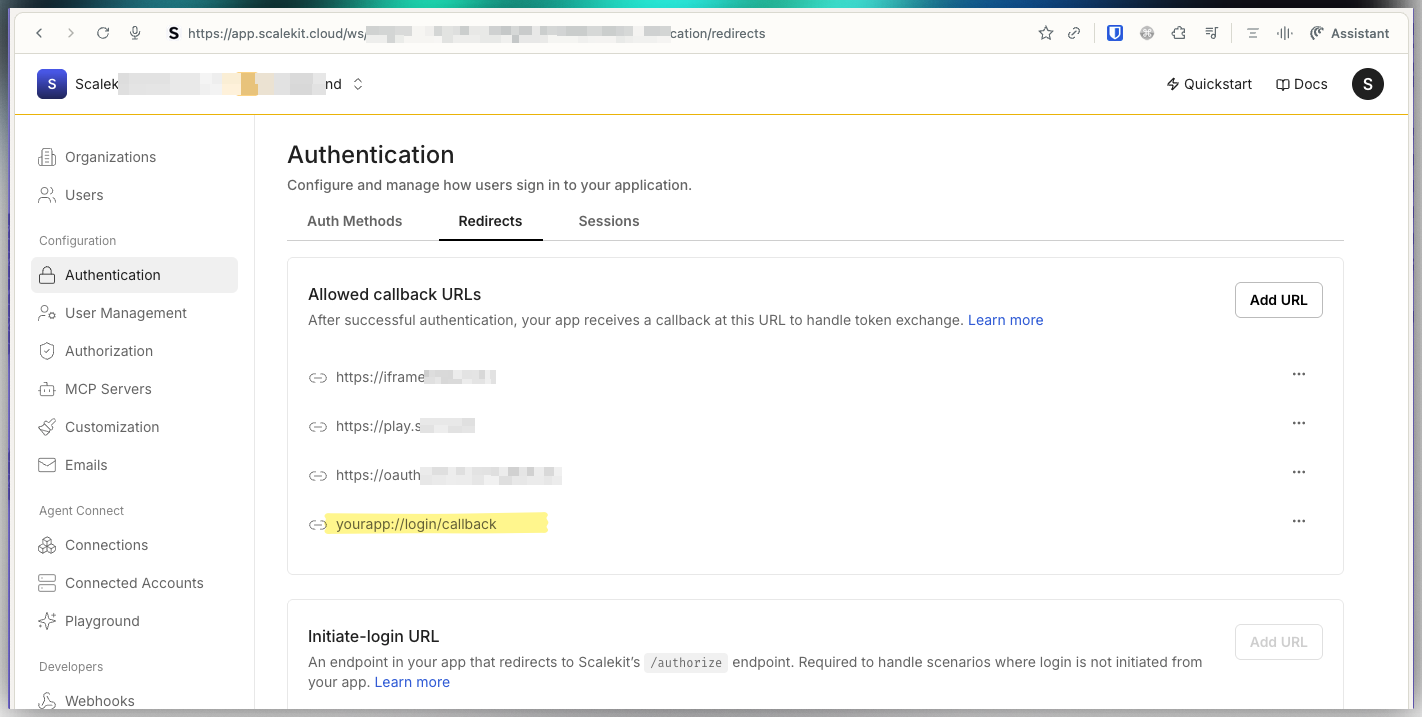 https://app.scalekit.cloud/ws/ cation/redirects
Assistant
S
Scalek nd
Quickstart
Docs
S
Organizations
Users
Configuration
Authentication
User Management
Authorization
MCP Servers
Customization
Emails
Agent Connect
Connections
Connected Accounts
Playground
Developers
Webhooks
Authentication
Configure and manage how users sign in to your application.
Auth Methods
Redirects
Sessions
Allowed callback URLs
Add URL
After successful authentication, your app receives a callback at this URL to handle token exchange. Learn more
https://iframe
https://play.s
https://oauth
yourapp://login/callback
Initiate-login URL
Add URL
An endpoint in your app that redirects to Scalekit’s /authorize endpoint. Required to handle scenarios where login is not initiated from
your app. Learn more